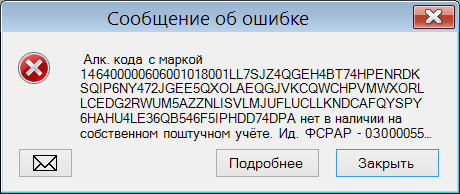 Сообщение об ошибке
Алк. кода с маркой
146400000606001018001LL7SJZ4QGEH4BT74HPENRDK
SQIP6NY472JGEE5QXOLAEQGJVKCQWCHPVMWXORL
LCEDG2RWUM5AZZNLISVLMJUFLUCLLKNDCAFQYSPY
6HAHU4LE36QB546F5IPHDD74DPA нет в наличии на
собственном поштучном учёте. Ид. ФСРАР - 03000055...
Подробнее
Закрыть